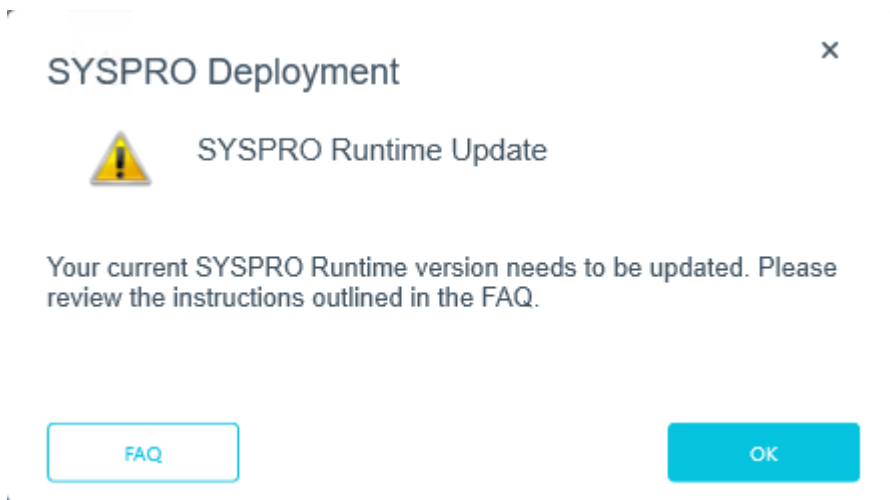 SYSPRO Deployment
SYSPRO Runtime Update
Your current SYSPRO Runtime version needs to be updated. Please
review the instructions outlined in the FAQ.
FAQ
OK